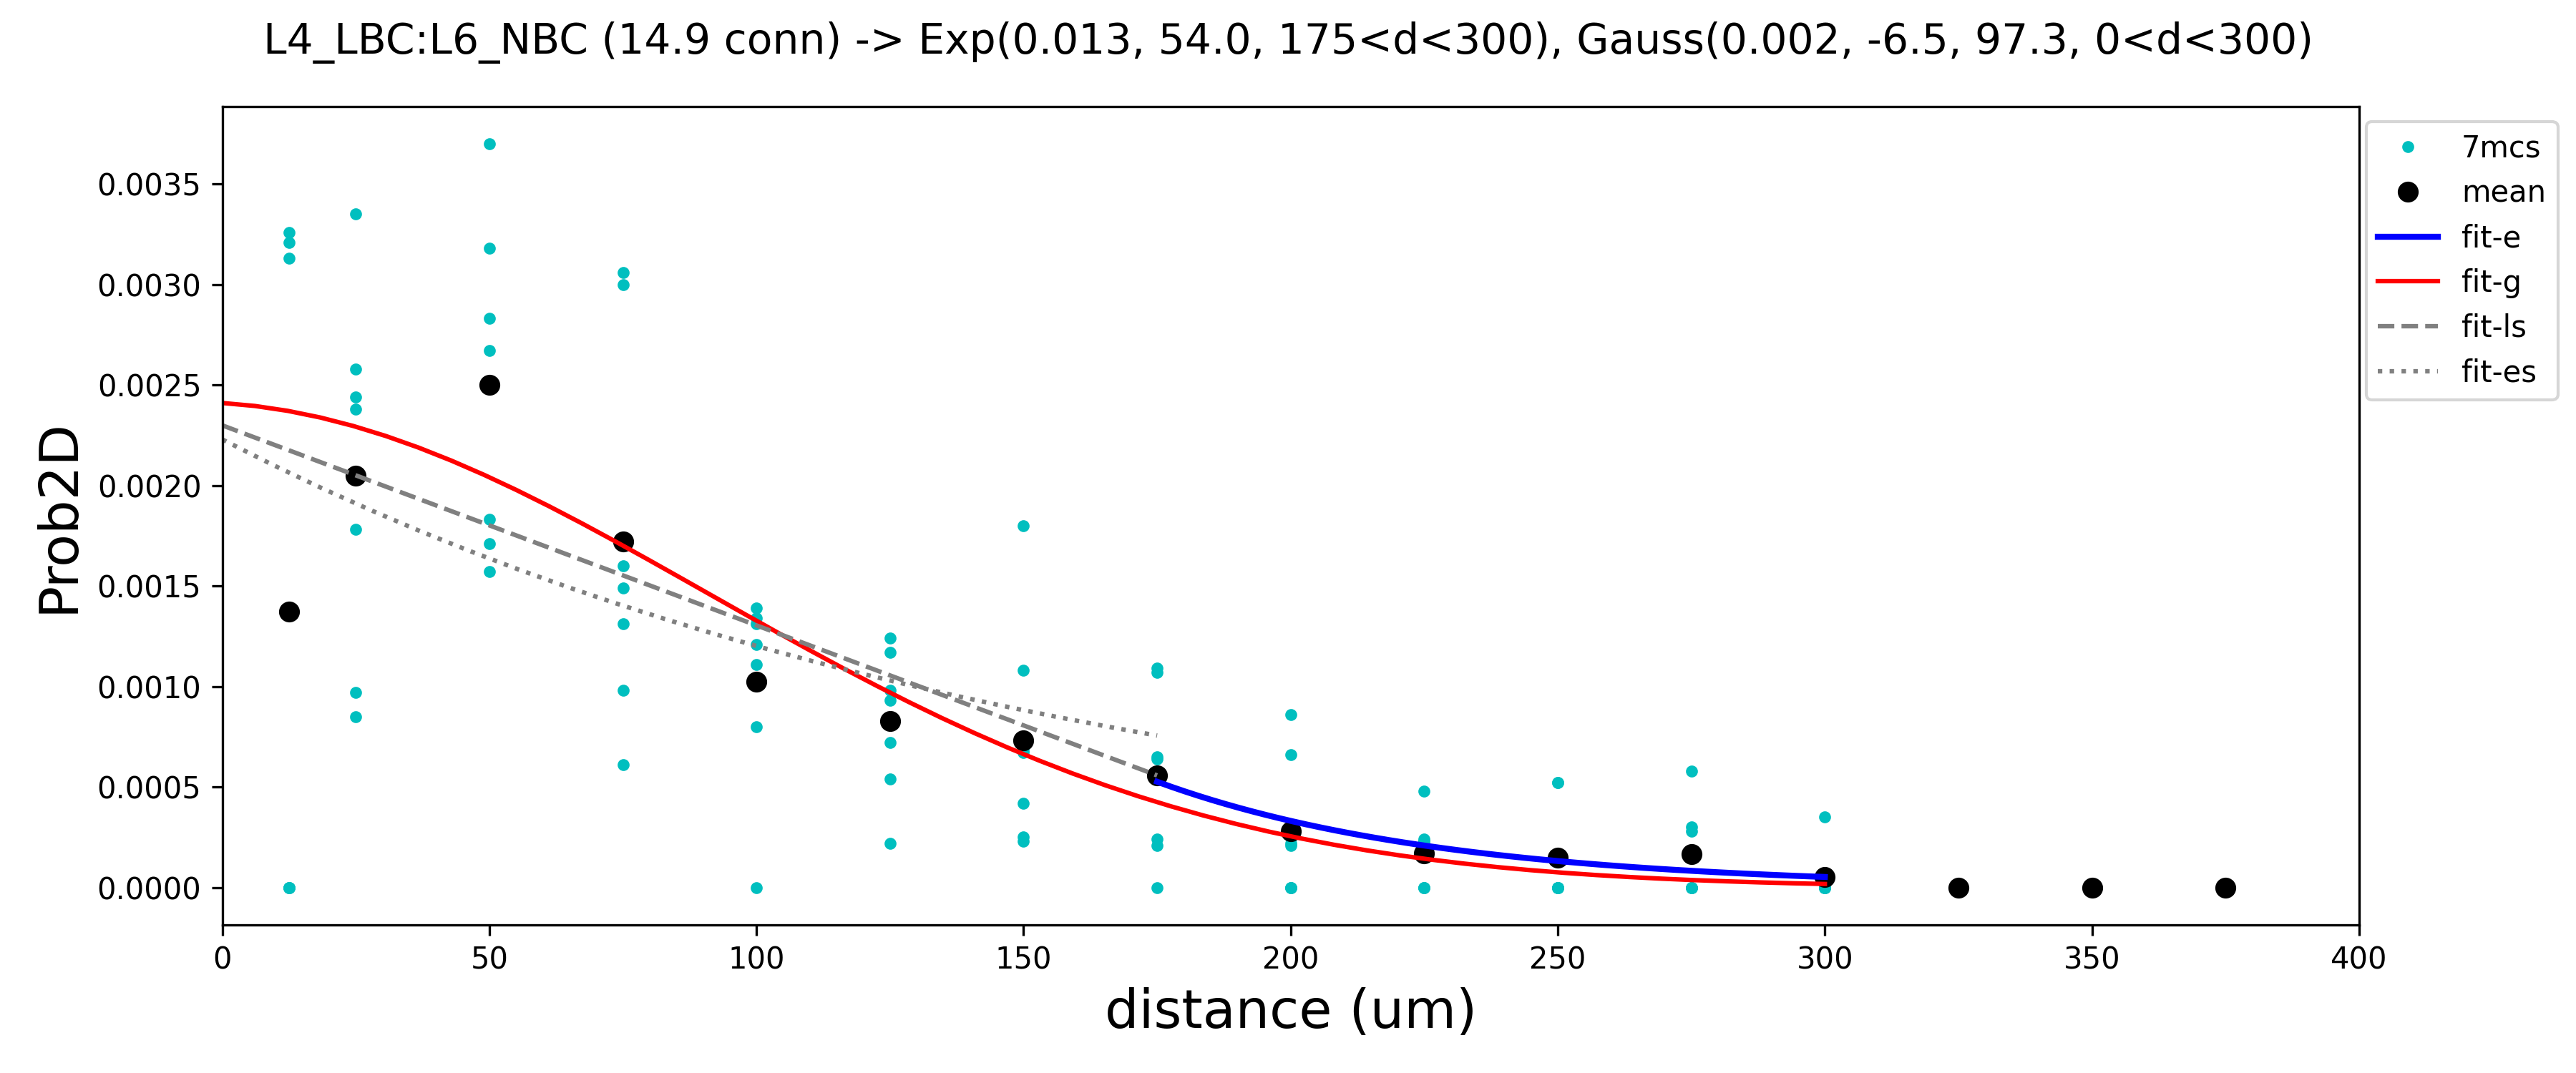 L4_LBC:L6_NBC (14.9 conn) -> Exp(0.013, 54.0, 175<d<300), Gauss(0.002, -6.5, 97.3, 0<d<300)
7mcs
mean
fit-e
fit-g
fit-ls
fit-es
Prob2D
0.0035
0.0030
0.0025
0.0020
0.0015
0.0010
0.0005
0.0000
0 50 100 150 200 250 300 350 400
distance (um)